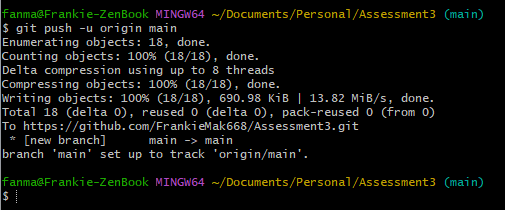 fanma@Frankie-ZenBook MINGW64 ~/Documents/Personal/Assessment3 (main)
$ git push -u origin main
Enumerating objects: 18, done.
Counting objects: 100% (18/18), done.
Delta compression using up to 8 threads
Compressing objects: 100% (18/18), done.
Writing objects: 100% (18/18), 690.98 KiB | 13.82 MiB/s, done.
Total 18 (delta 0), reused 0 (delta 0), pack-reused 0 (from 0)
To https://github.com/FrankieMak668/Assessment3.git
 * [new branch]      main -> main
branch 'main' set up to track 'origin/main'.

fanma@Frankie-ZenBook MINGW64 ~/Documents/Personal/Assessment3 (main)
$